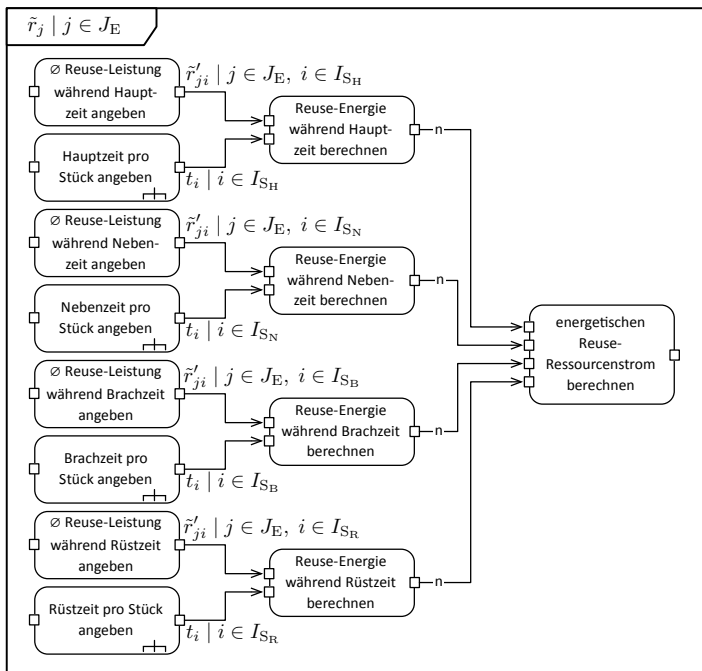 r̃_j | j ∈ J_E
∅ Reuse-Leistung
während Haupt-
zeit angeben
r̃′_ji | j ∈ J_E, i ∈ I_S_H
Reuse-Energie
während Haupt-
zeit berechnen
n
Hauptzeit pro
Stück angeben
t_i | i ∈ I_S_H
∅ Reuse-Leistung
während Neben-
zeit angeben
r̃′_ji | j ∈ J_E, i ∈ I_S_N
Reuse-Energie
während Neben-
zeit berechnen
n
Nebenzeit pro
Stück angeben
t_i | i ∈ I_S_N
energetischen
Reuse-
Ressourcenstrom
berechnen
∅ Reuse-Leistung
während Brachzeit
angeben
r̃′_ji | j ∈ J_E, i ∈ I_S_B
Reuse-Energie
während Brachzeit
berechnen
n
Brachzeit pro
Stück angeben
t_i | i ∈ I_S_B
∅ Reuse-Leistung
während Rüstzeit
angeben
r̃′_ji | j ∈ J_E, i ∈ I_S_R
Reuse-Energie
während Rüstzeit
berechnen
n
Rüstzeit pro Stück
angeben
t_i | i ∈ I_S_R